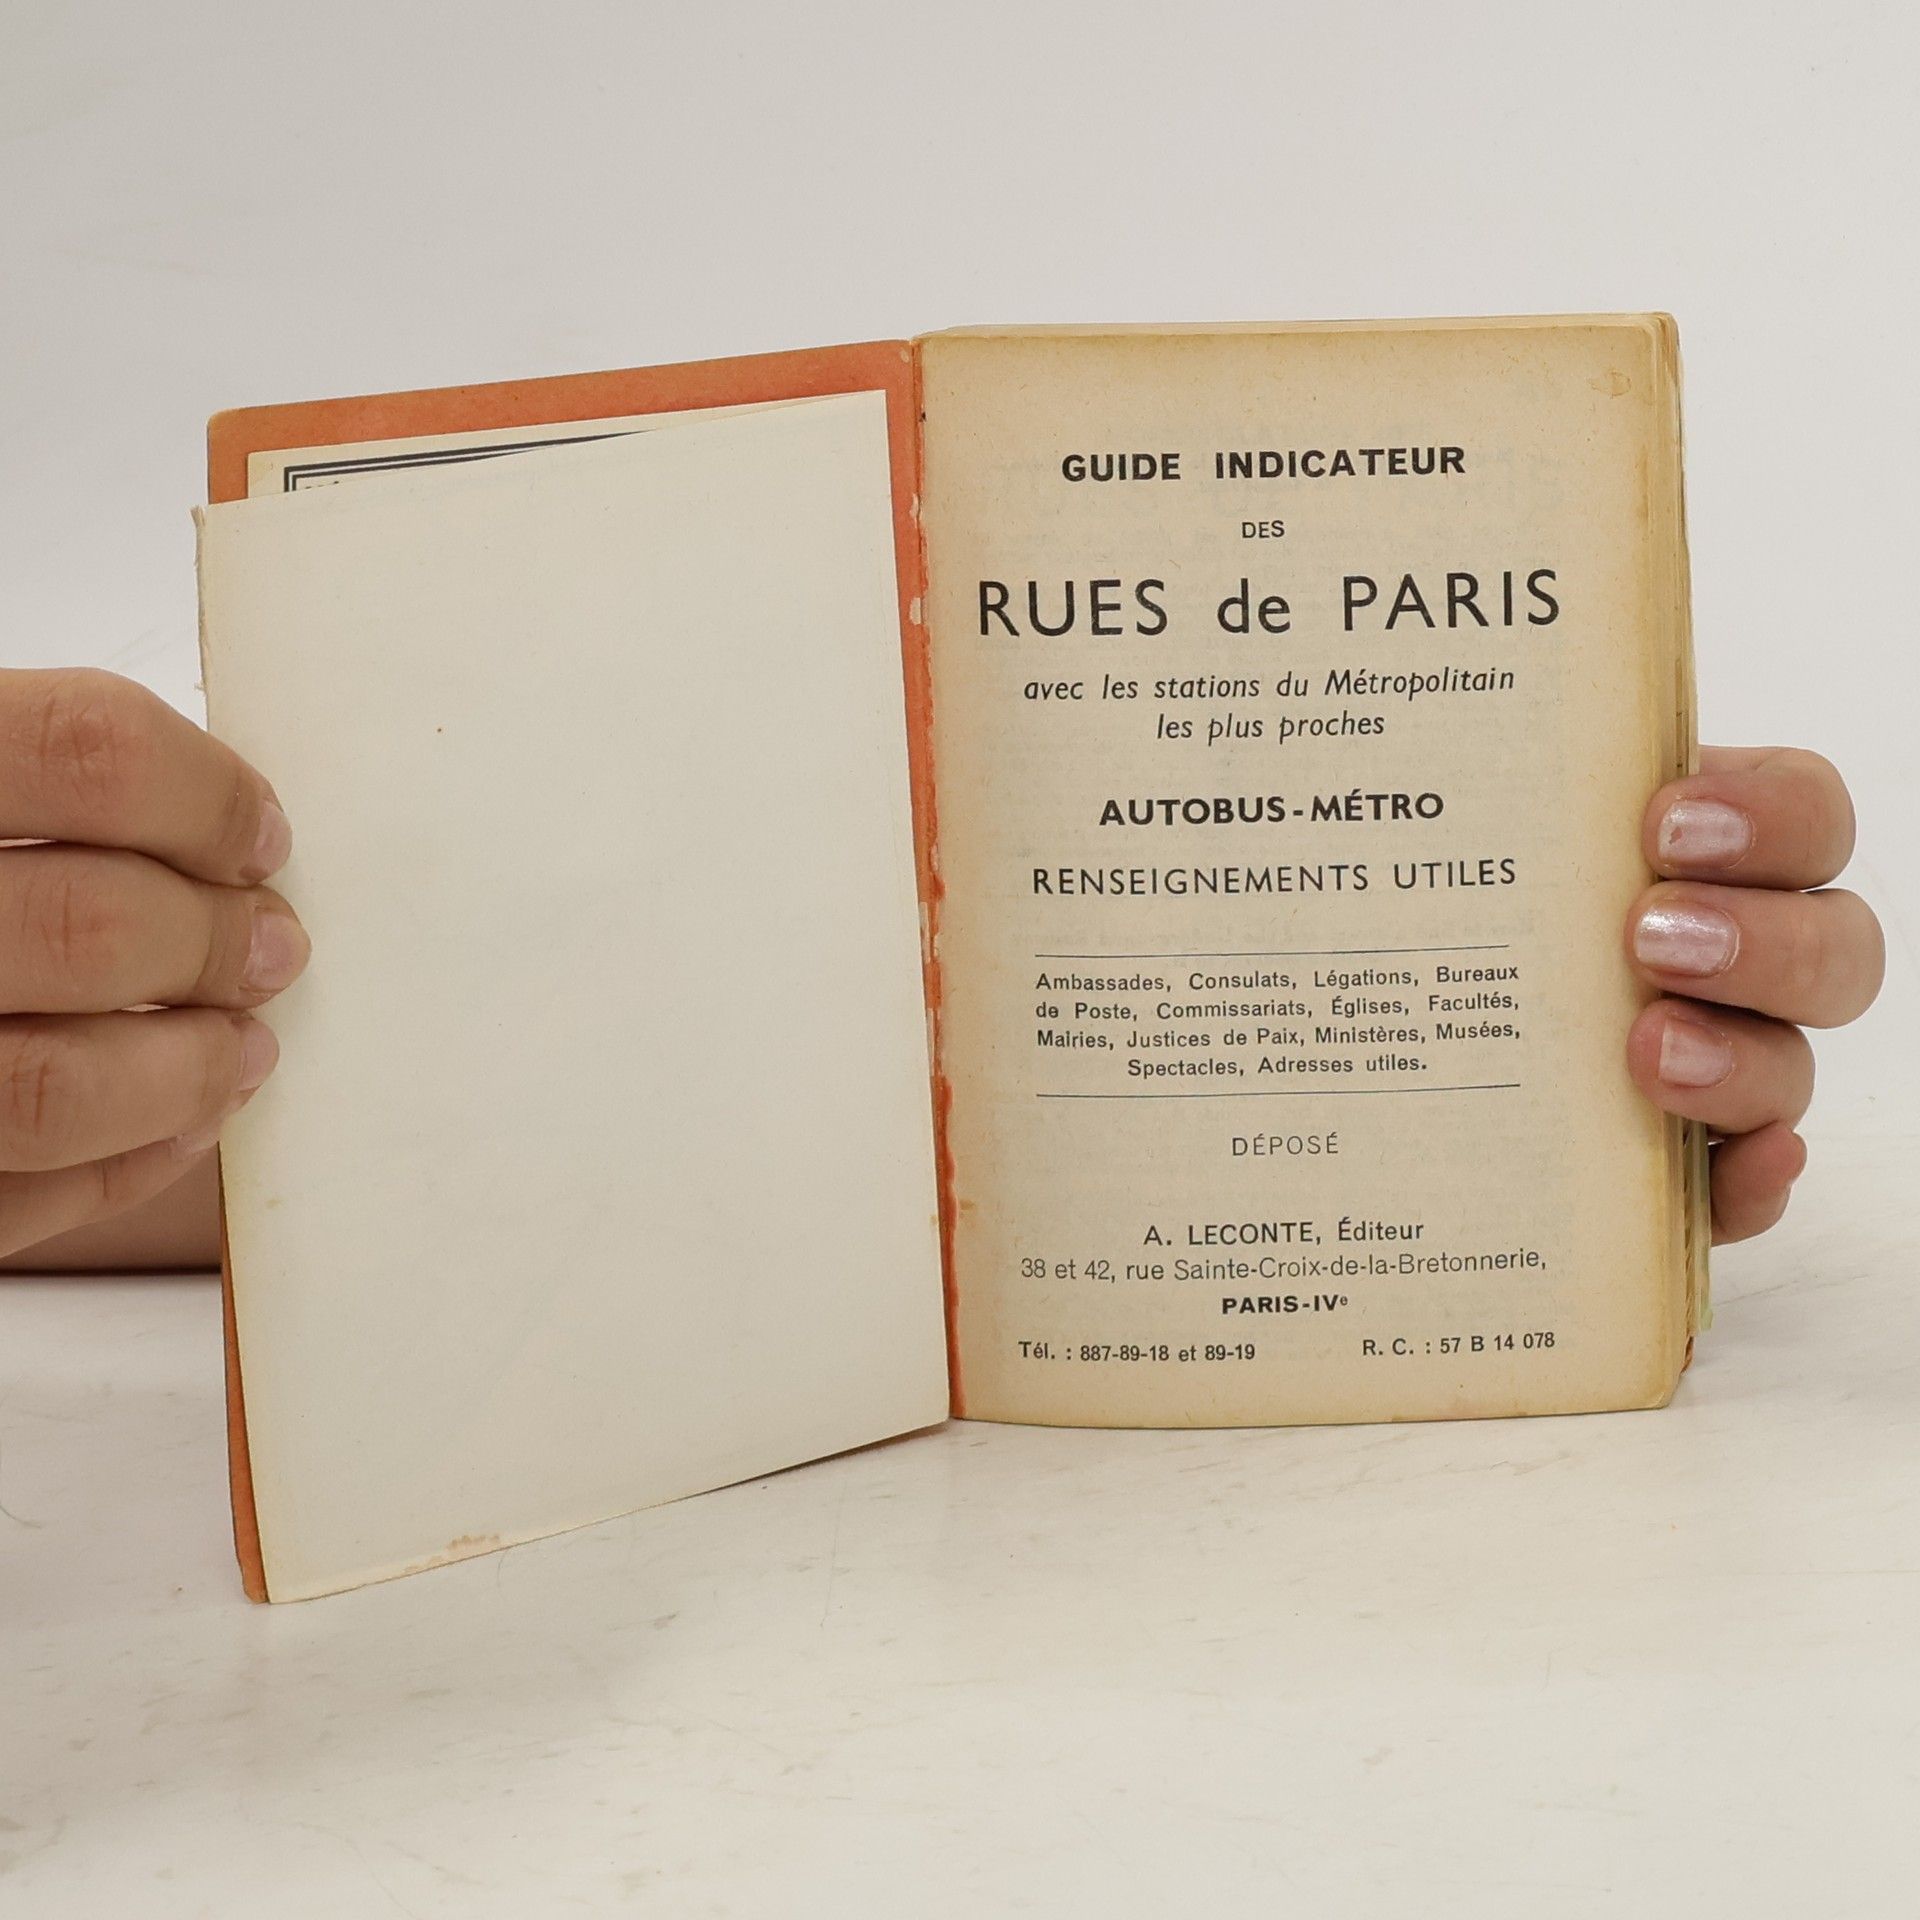 GUIDE INDICATEUR
DES
RUES de PARIS
avec les stations du Métropolitain
les plus proches
AUTOBUS-MÉTRO
RENSEIGNEMENTS UTILES
Ambassades, Consulats, Légations, Bureaux
de Poste, Commissariats, Églises, Facultés,
Mairies, Justices de Paix, Ministères, Musées,
Spectacles, Adresses utiles.
DÉPOSÉ
A. LECONTE, Éditeur
38 et 42, rue Sainte-Croix-de-la-Bretonnerie,
PARIS-IVe
Tél. : 887-89-18 et 89-19 R. C. : 57 B 14 078